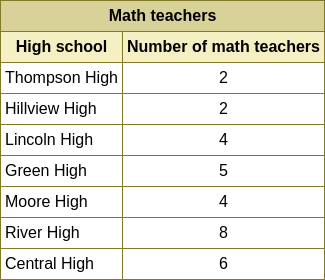 Math teachers
High school Number of math teachers
Thompson High 2
Hillview High 2
Lincoln High 4
Green High 5
Moore High 4
River High 8
Central High 6